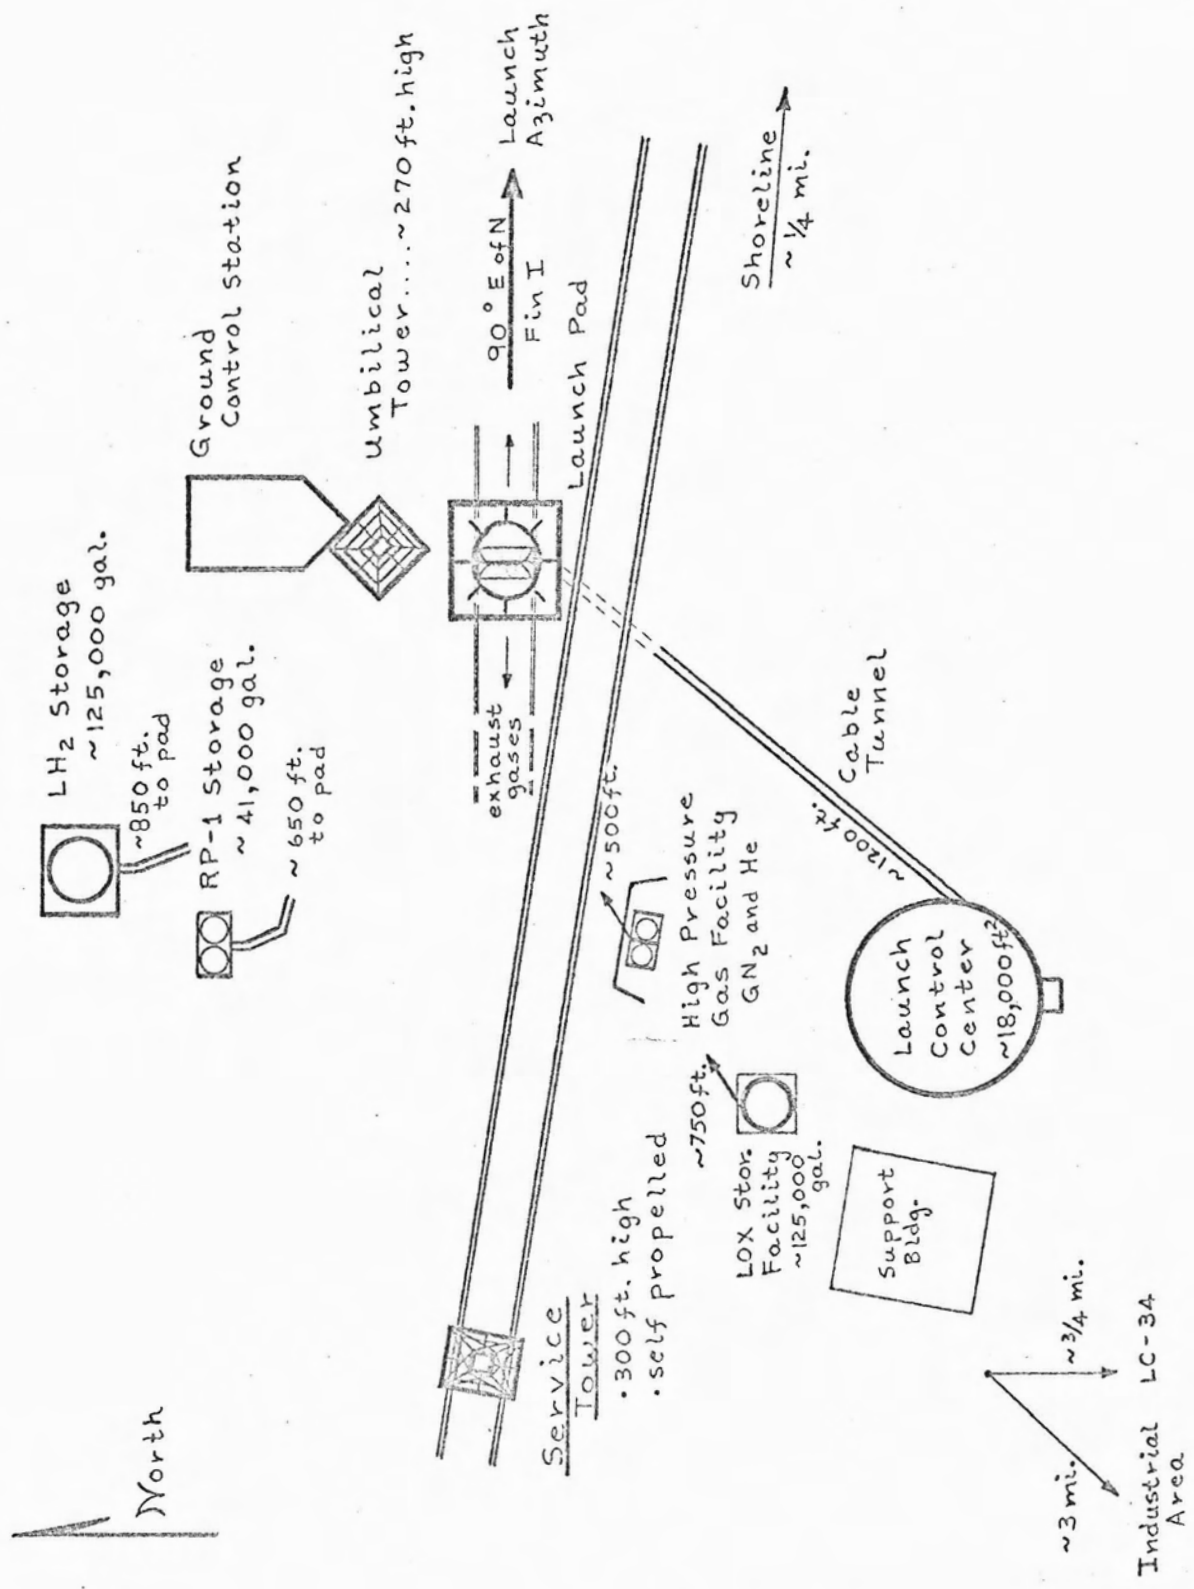 North
LH2 Storage
~125,000 gal.
~850 ft.
to pad
RP-1 Storage
~ 41,000 gal.
~ 650 ft.
to pad
Ground
Control Station
Umbilical
Tower....~270 ft. high
90° E of N
Fin I
Launch
Azimuth
exhaust
gases
Launch Pad
Service
Tower
• 300 ft. high
• self propelled
~500 ft.
High Pressure
Gas Facility
GN2 and He
~750 ft.
LOX Stor.
Facility
~125,000
gal.
Shoreline
~ 1/4 mi.
Cable
Tunnel
~1200 ft.
Launch
Control
Center
~18,000 ft2
Support
Bldg.
~3 mi.
~3/4 mi.
Industrial
Area
LC-34